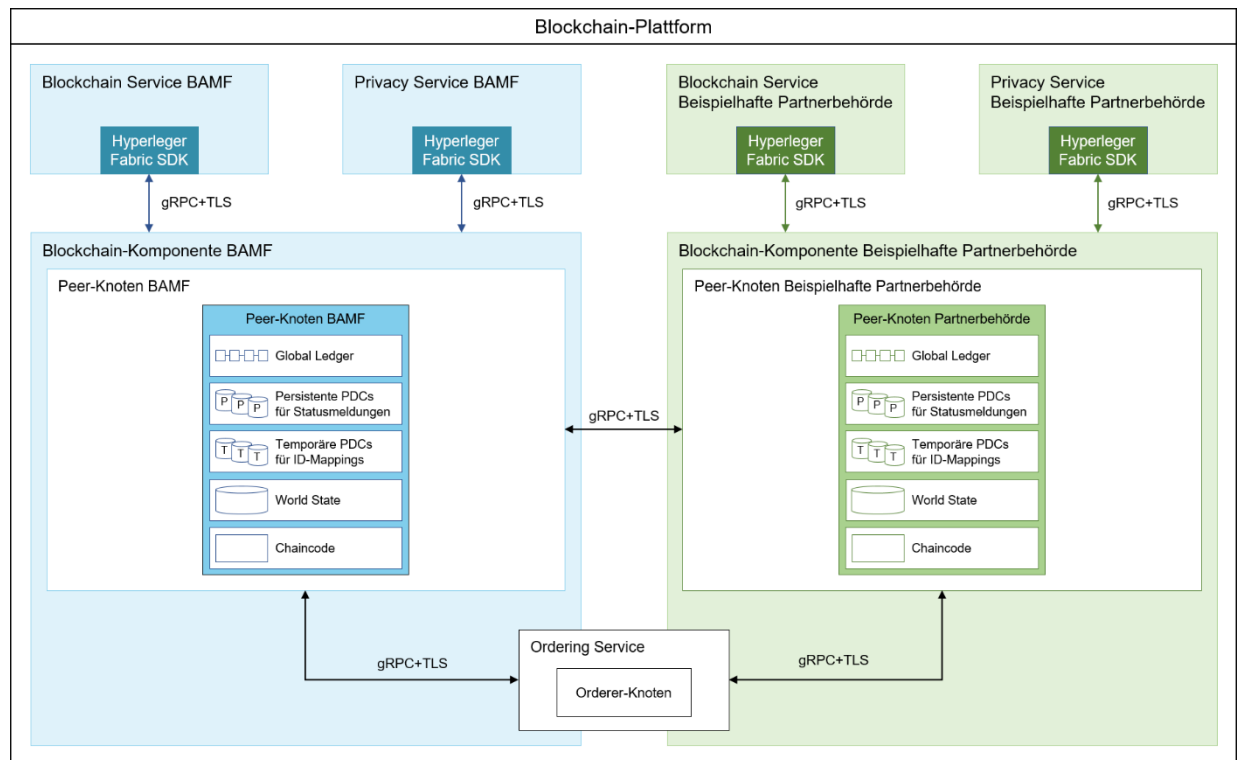 Blockchain-Plattform
Blockchain Service BAMF
Hyperleger
Fabric SDK
Privacy Service BAMF
Hyperleger
Fabric SDK
Blockchain Service
Beispielhafte Partnerbehörde
Hyperleger
Fabric SDK
Privacy Service
Beispielhafte Partnerbehörde
Hyperleger
Fabric SDK
gRPC+TLS
gRPC+TLS
gRPC+TLS
gRPC+TLS
Blockchain-Komponente BAMF
Peer-Knoten BAMF
Peer-Knoten BAMF
Global Ledger
P P P
Persistente PDCs
für Statusmeldungen
T T T
Temporäre PDCs
für ID-Mappings
World State
Chaincode
gRPC+TLS
Blockchain-Komponente Beispielhafte Partnerbehörde
Peer-Knoten Beispielhafte Partnerbehörde
Peer-Knoten Partnerbehörde
Global Ledger
P P P
Persistente PDCs
für Statusmeldungen
T T T
Temporäre PDCs
für ID-Mappings
World State
Chaincode
gRPC+TLS
Ordering Service
Orderer-Knoten
gRPC+TLS